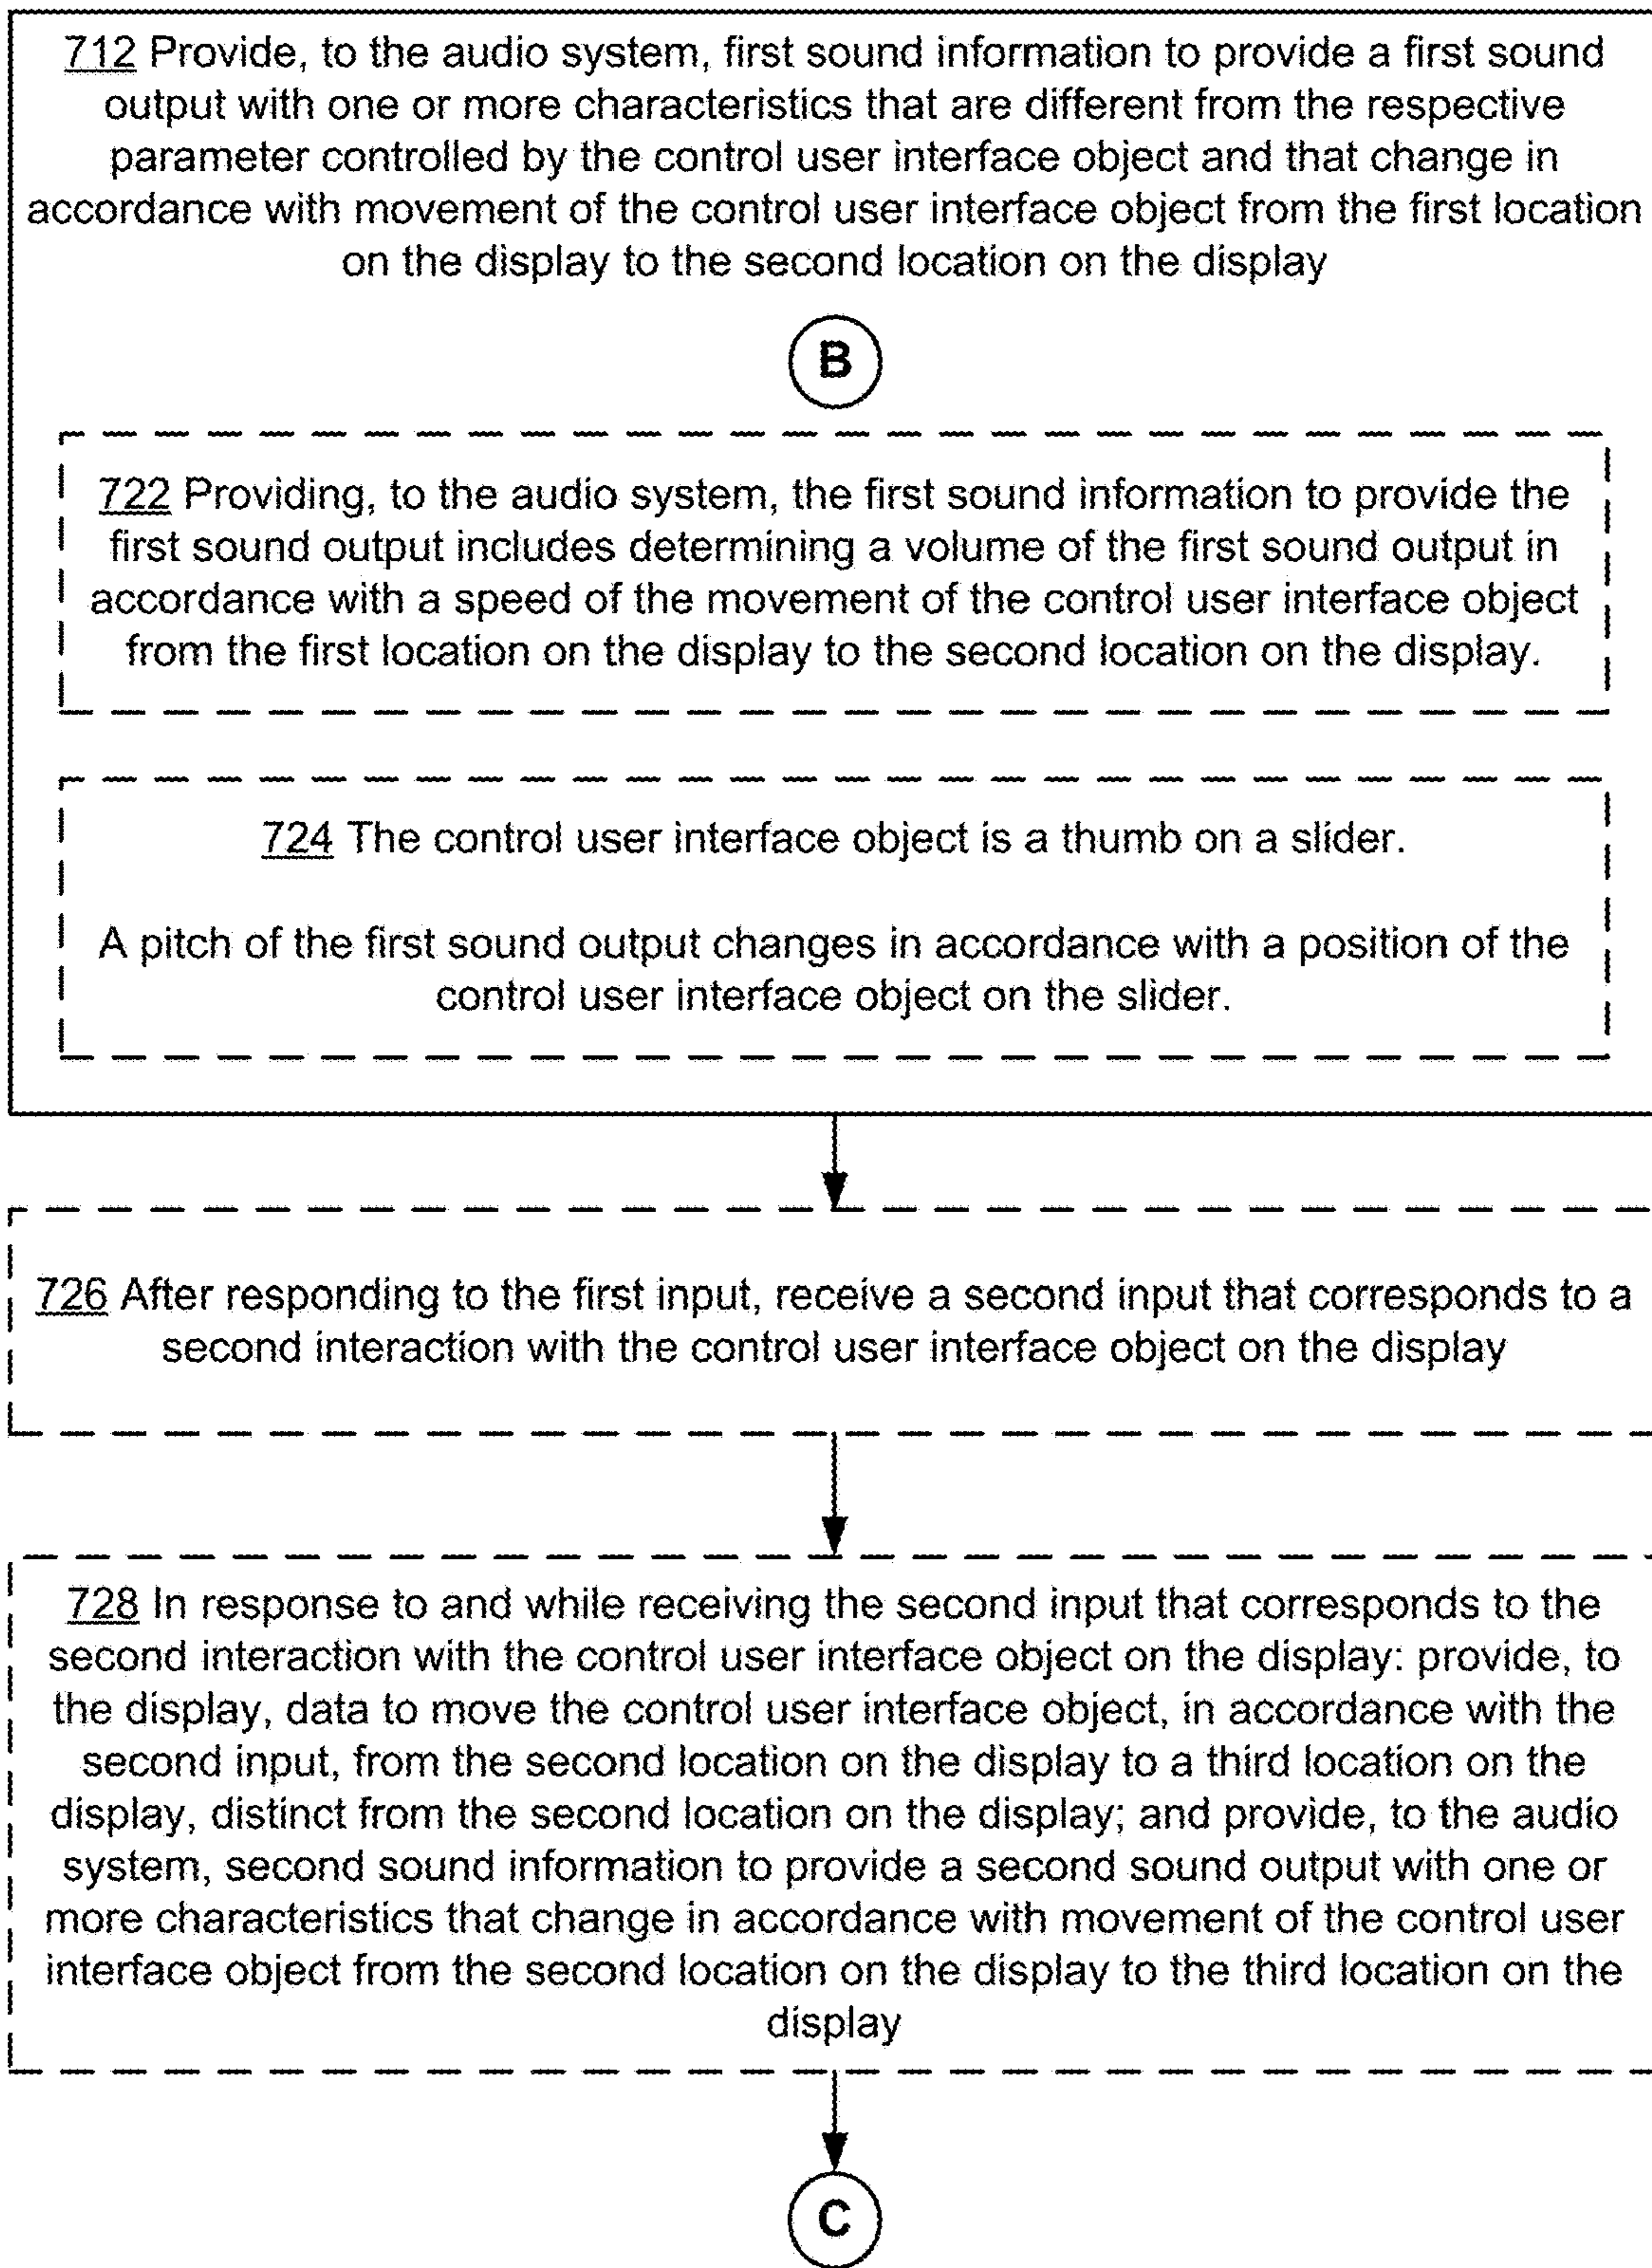 712 Provide, to the audio system, first sound information to provide a first sound
output with one or more characteristics that are different from the respective
parameter controlled by the control user interface object and that change in
accordance with movement of the control user interface object from the first location
on the display to the second location on the display
B
722 Providing, to the audio system, the first sound information to provide the
first sound output includes determining a volume of the first sound output in
accordance with a speed of the movement of the control user interface object
from the first location on the display to the second location on the display.
724 The control user interface object is a thumb on a slider.
A pitch of the first sound output changes in accordance with a position of the
control user interface object on the slider.
726 After responding to the first input, receive a second input that corresponds to a
second interaction with the control user interface object on the display
728 In response to and while receiving the second input that corresponds to the
second interaction with the control user interface object on the display: provide, to
the display, data to move the control user interface object, in accordance with the
second input, from the second location on the display to a third location on the
display, distinct from the second location on the display; and provide, to the audio
system, second sound information to provide a second sound output with one or
more characteristics that change in accordance with movement of the control user
interface object from the second location on the display to the third location on the
display
C